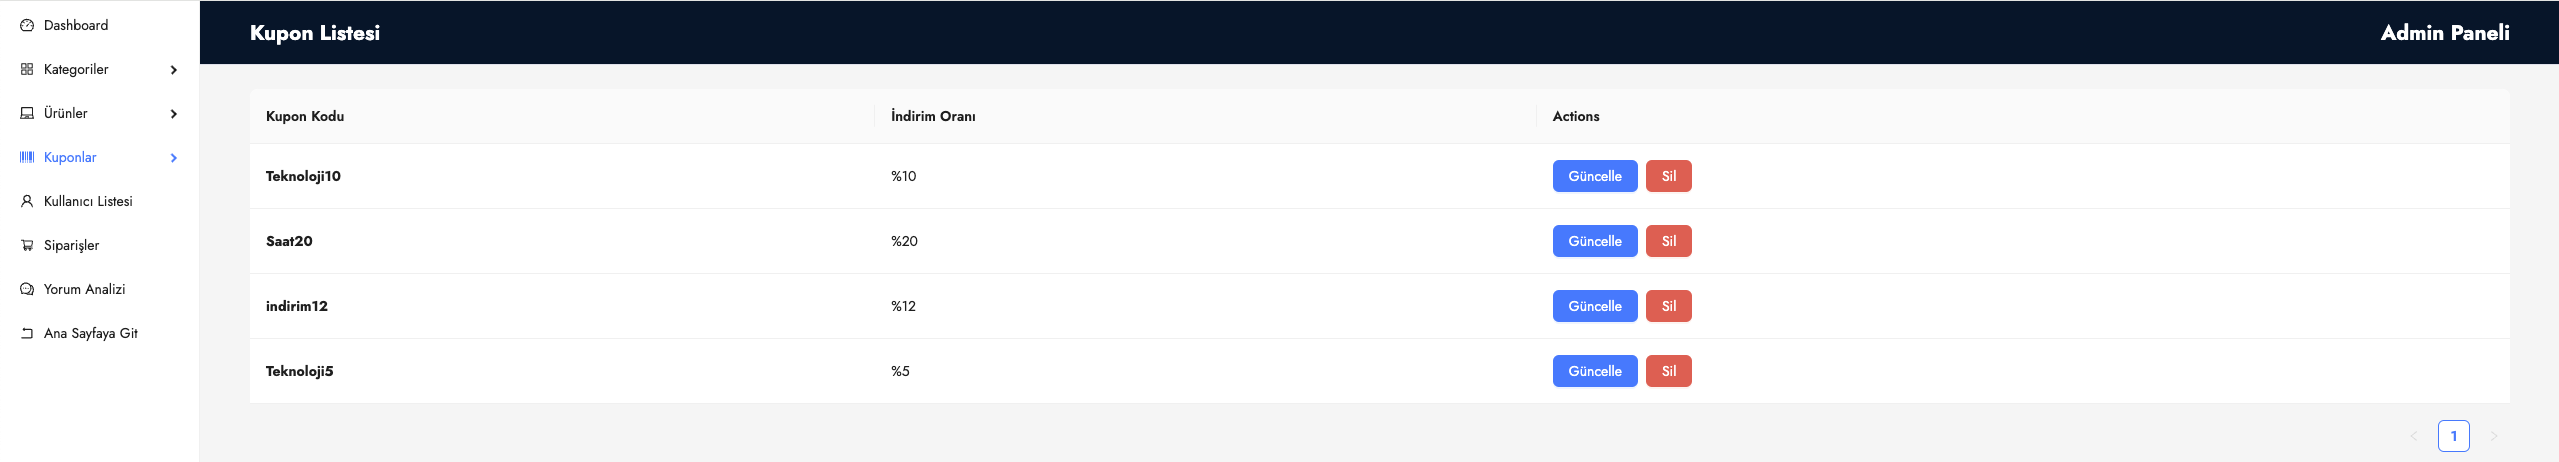 Dashboard
Kategoriler
Ürünler
Kuponlar
Kullanıcı Listesi
Siparişler
Yorum Analizi
Ana Sayfaya Git
Kupon Listesi
Admin Paneli
Kupon Kodu İndirim Oranı Actions
Teknoloji10 %10 Güncelle Sil
Saat20 %20 Güncelle Sil
indirim12 %12 Güncelle Sil
Teknoloji5 %5 Güncelle Sil
1